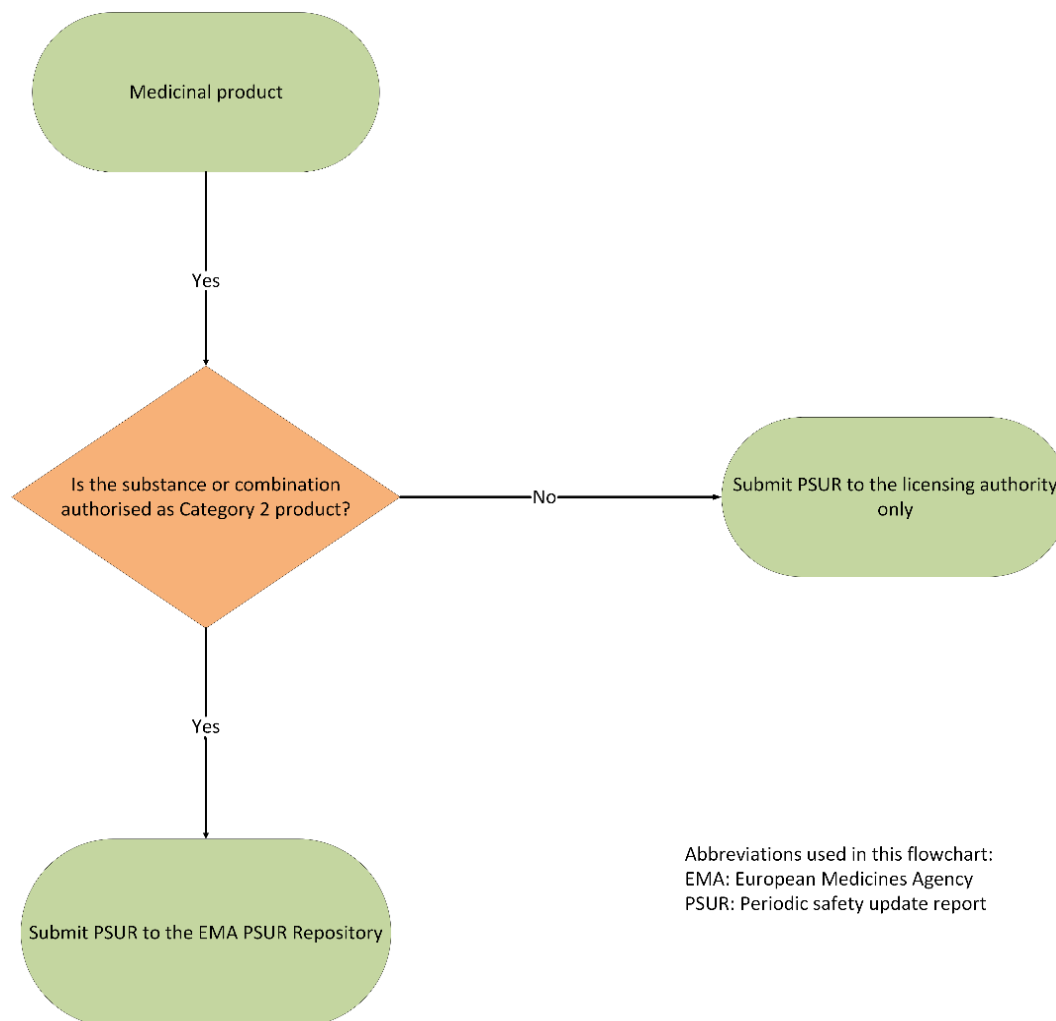 Medicinal product
Yes
Is the substance or combination
authorised as Category 2 product?
No
Submit PSUR to the licensing authority
only
Yes
Submit PSUR to the EMA PSUR Repository
Abbreviations used in this flowchart:
EMA: European Medicines Agency
PSUR: Periodic safety update report